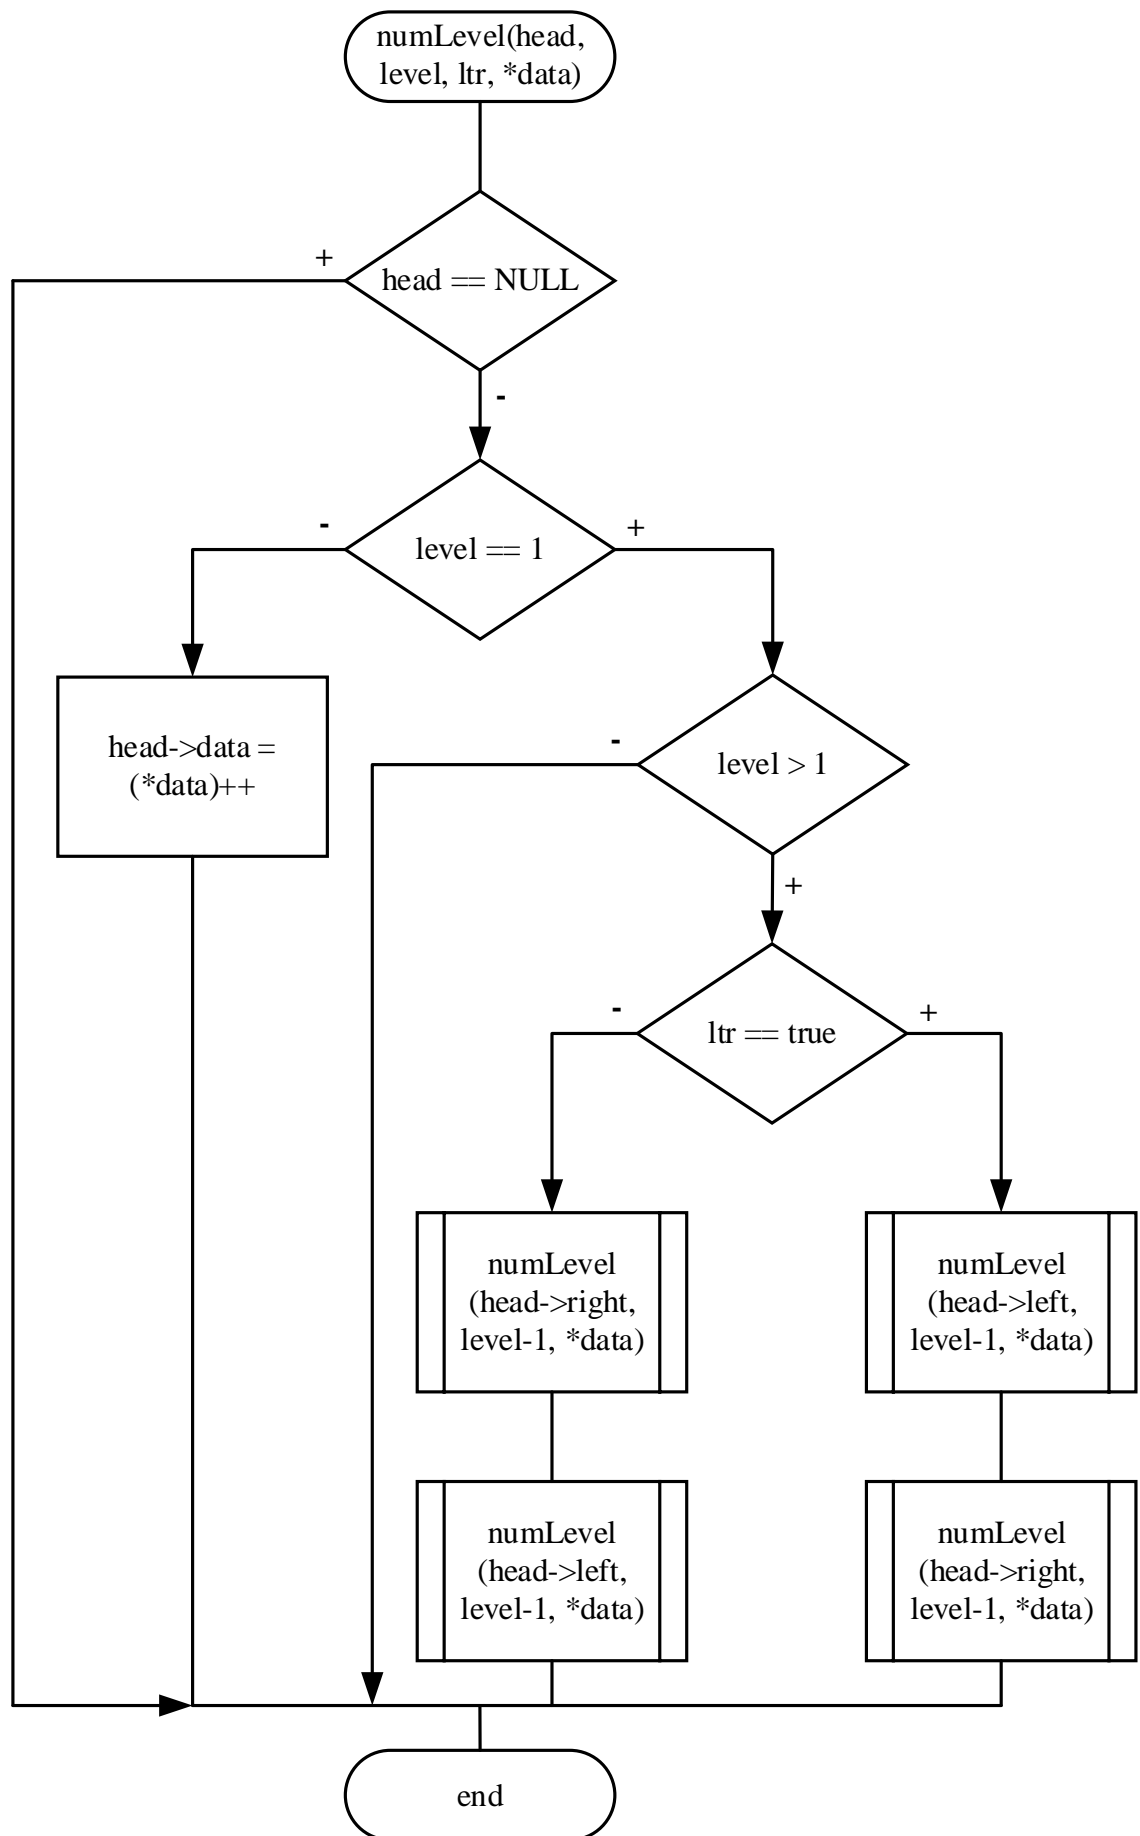 numLevel(head,
level, ltr, *data)
+
head == NULL
-
-
level == 1
+
head->data =
(*data)++
-
level > 1
+
-
ltr == true
+
numLevel
(head->right,
level-1, *data)
numLevel
(head->left,
level-1, *data)
numLevel
(head->left,
level-1, *data)
numLevel
(head->right,
level-1, *data)
end